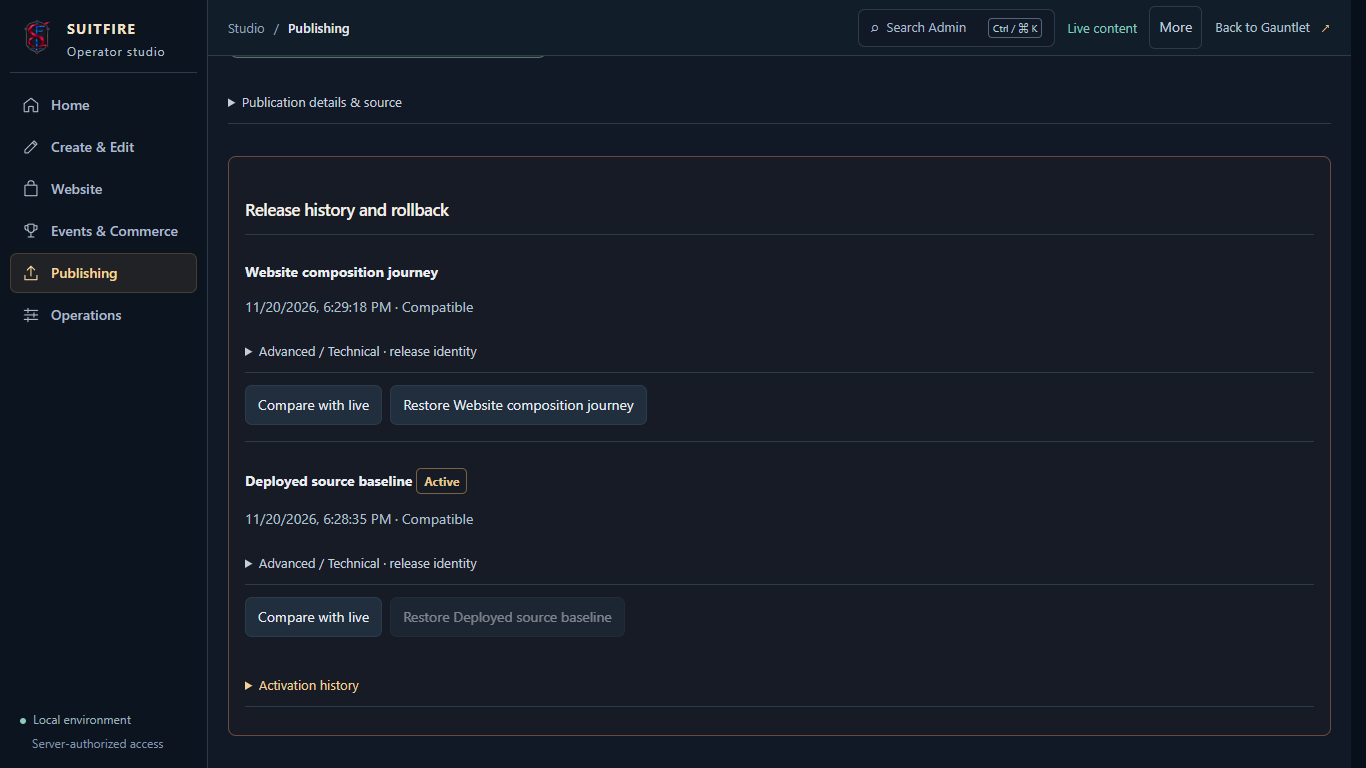 SUITFIRE
Operator studio
Home
Create & Edit
Website
Events & Commerce
Publishing
Operations
Local environment
Server-authorized access
Studio / Publishing
Search Admin Ctrl / ⌘ K
Live content
More
Back to Gauntlet ↗
Publication details & source
Release history and rollback
Website composition journey
11/20/2026, 6:29:18 PM · Compatible
Advanced / Technical · release identity
Compare with live
Restore Website composition journey
Deployed source baseline Active
11/20/2026, 6:28:35 PM · Compatible
Advanced / Technical · release identity
Compare with live
Restore Deployed source baseline
Activation history